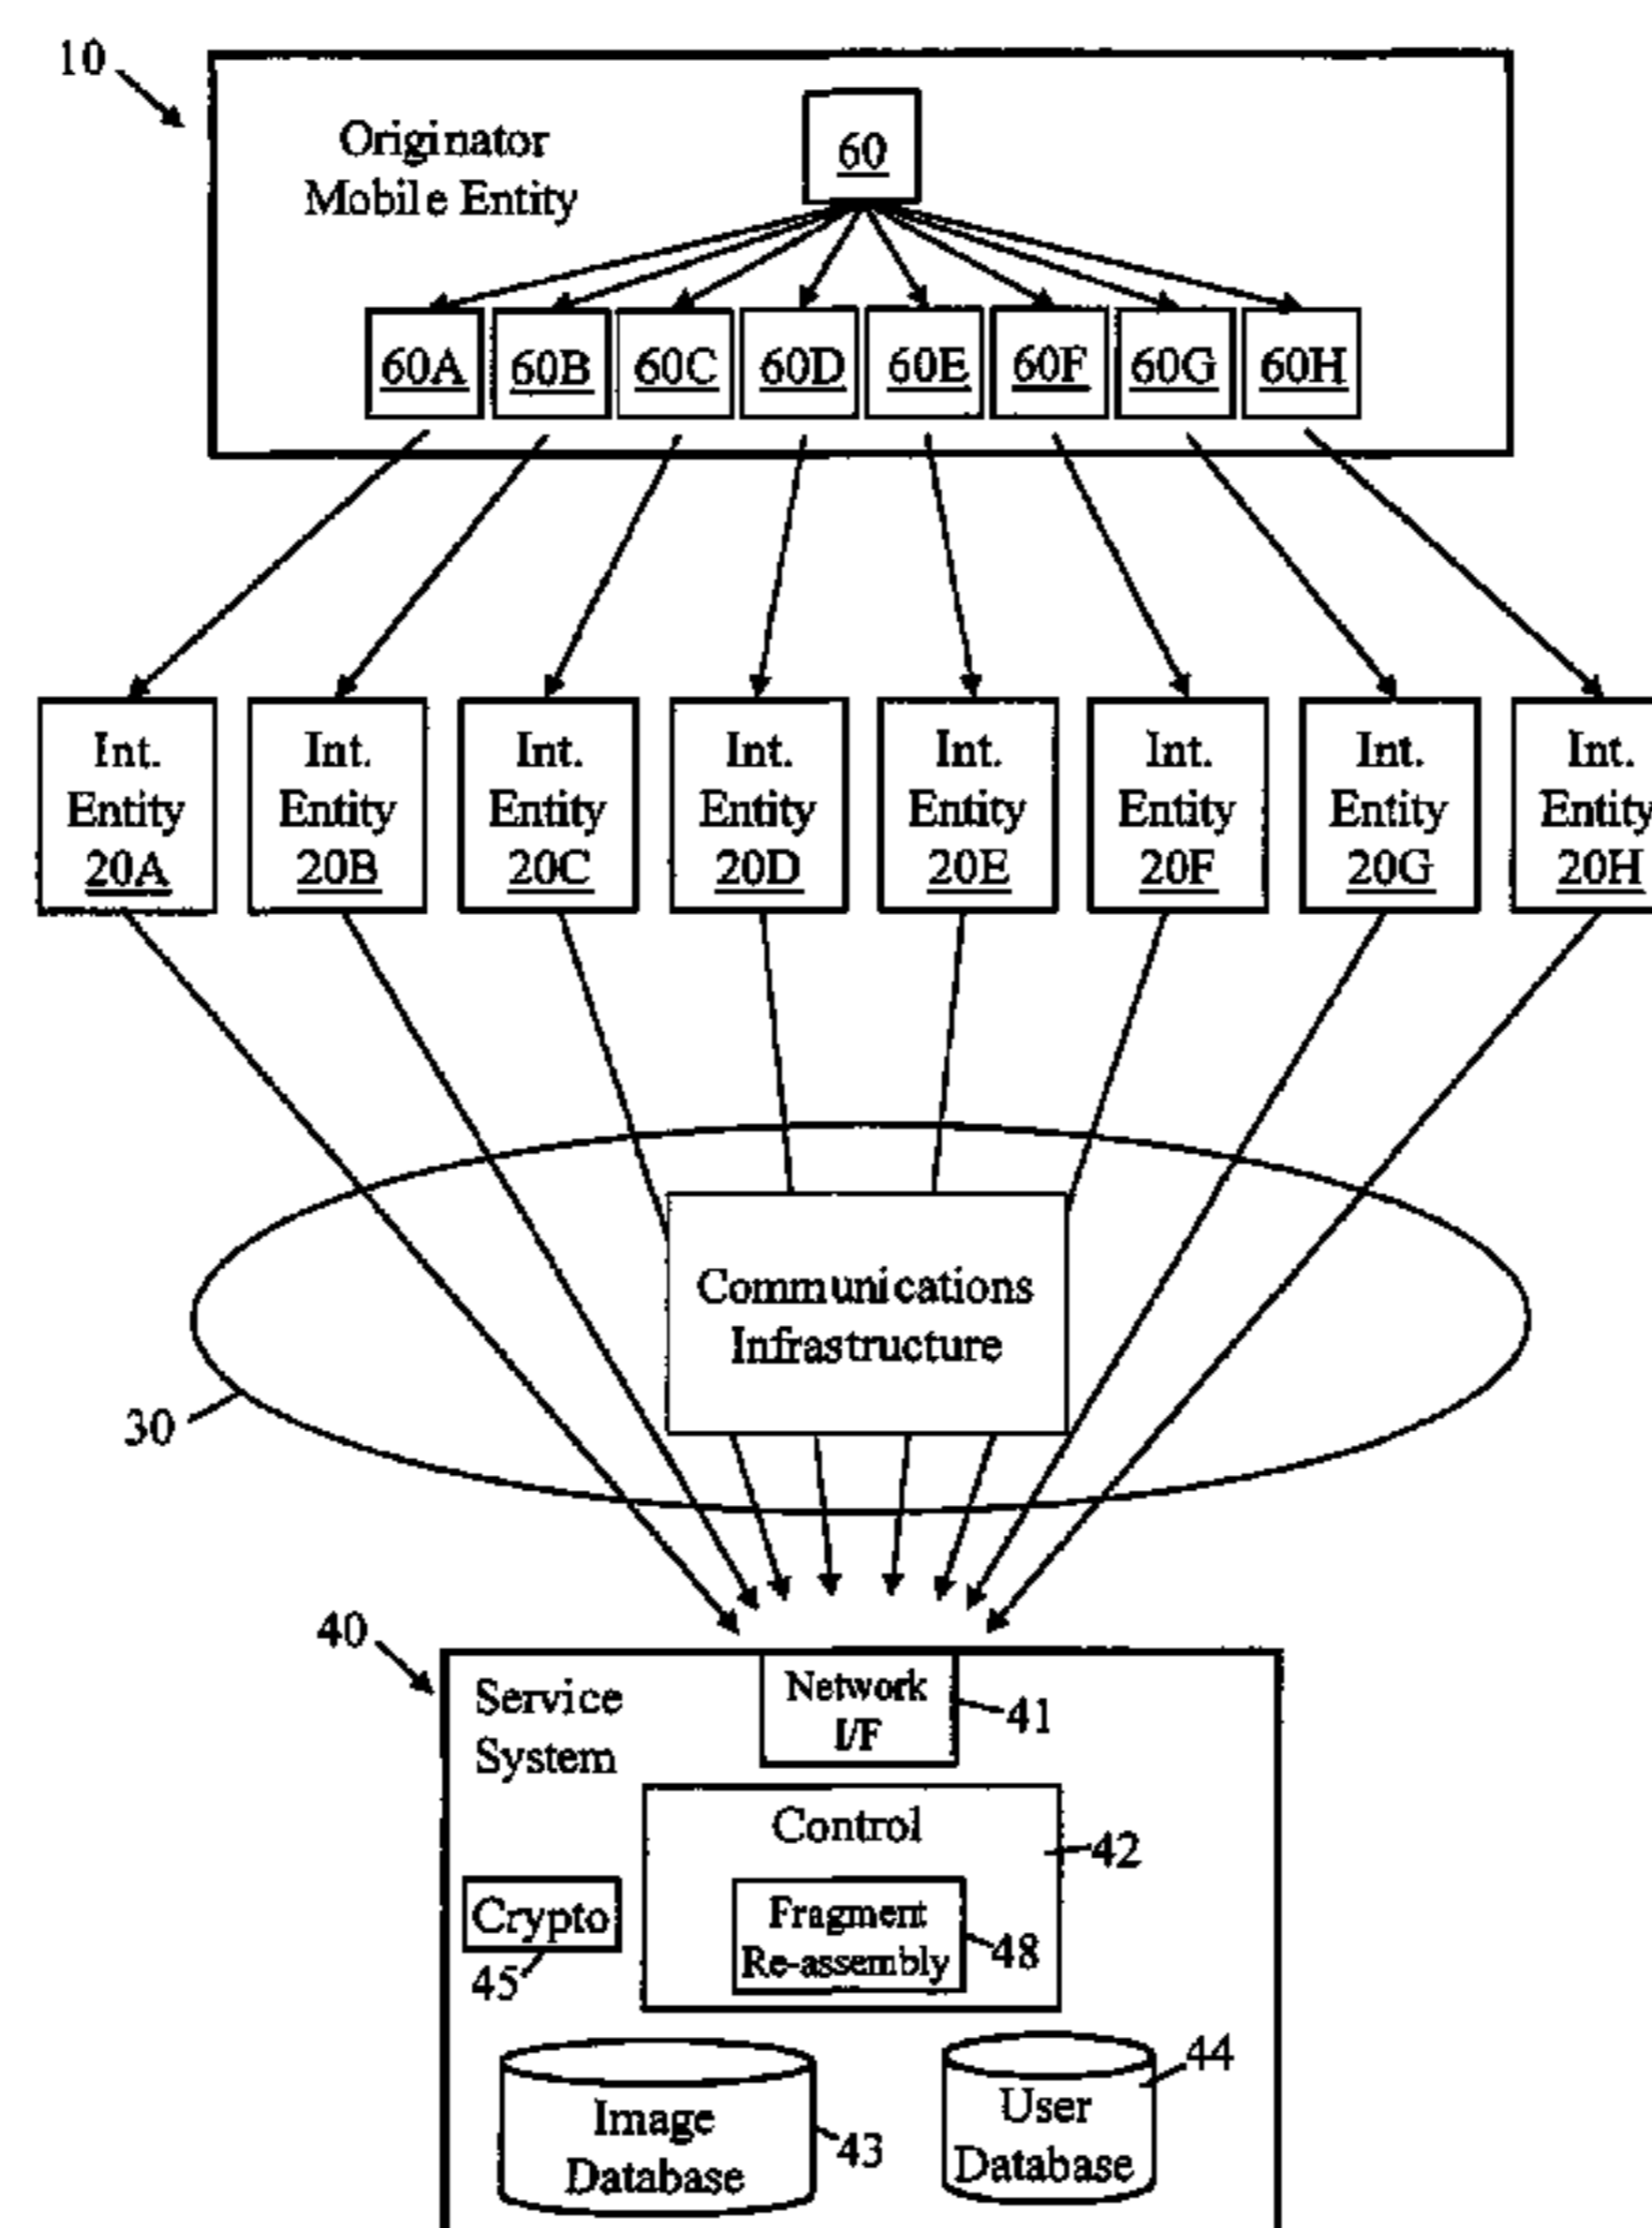 10
Originator
Mobile Entity
60
60A 60B 60C 60D 60E 60F 60G 60H
Int. Entity 20A
Int. Entity 20B
Int. Entity 20C
Int. Entity 20D
Int. Entity 20E
Int. Entity 20F
Int. Entity 20G
Int. Entity 20H
Communications
Infrastructure
30
40
Service
System
Network
I/F
41
Control
42
Crypto
45
Fragment
Re-assembly
48
Image
Database
43
User
Database
44